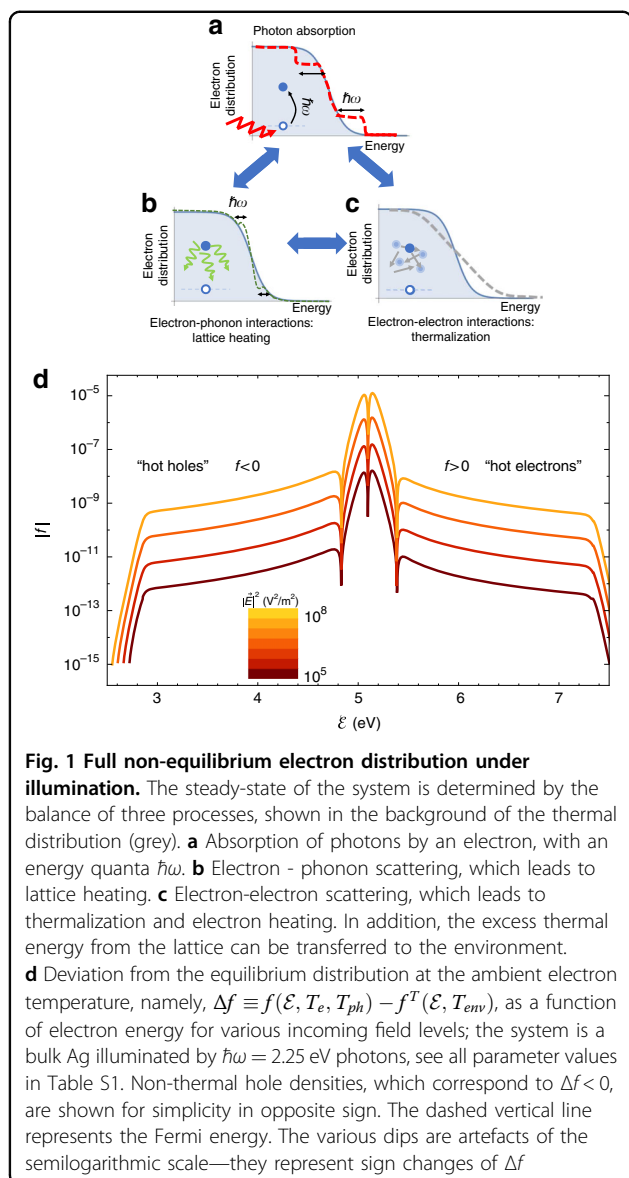 a
Photon absorption
Electron
distribution
ħω
ħω
Energy
b
ħω
Electron
distribution
Energy
Electron-phonon interactions:
lattice heating
c
Electron
distribution
Energy
Electron-electron interactions:
thermalization
d
10⁻⁵
10⁻⁷
10⁻⁹
10⁻¹¹
10⁻¹³
10⁻¹⁵
|f|
"hot holes" f<0
f>0 "hot electrons"
|E⃗|² (V²/m²)
10⁸
10⁵
3 4 5 6 7
ℰ (eV)
Fig. 1 Full non-equilibrium electron distribution under
illumination. The steady-state of the system is determined by the
balance of three processes, shown in the background of the thermal
distribution (grey). a Absorption of photons by an electron, with an
energy quanta ħω. b Electron - phonon scattering, which leads to
lattice heating. c Electron-electron scattering, which leads to
thermalization and electron heating. In addition, the excess thermal
energy from the lattice can be transferred to the environment.
d Deviation from the equilibrium distribution at the ambient electron
temperature, namely, Δf ≡ f(ℰ, Tₑ, Tₚₕ) − fᵀ(ℰ, Tₑₙᵥ), as a function
of electron energy for various incoming field levels; the system is a
bulk Ag illuminated by ħω = 2.25 eV photons, see all parameter values
in Table S1. Non-thermal hole densities, which correspond to Δf < 0,
are shown for simplicity in opposite sign. The dashed vertical line
represents the Fermi energy. The various dips are artefacts of the
semilogarithmic scale—they represent sign changes of Δf